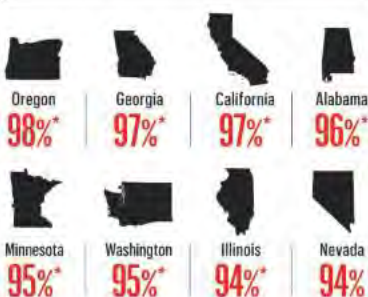 Oregon Georgia California Alabama
98%* 97%* 97%* 96%*
Minnesota Washington Illinois Nevada
95%* 95%* 94%* 94%